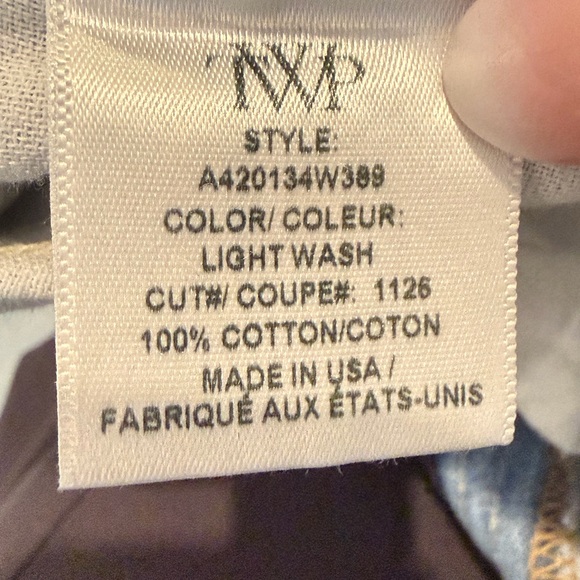 TWP
STYLE:
A420134W389
COLOR/ COLEUR:
LIGHT WASH
CUT#/ COUPE#: 1126
100% COTTON/COTON
MADE IN USA /
FABRIQUÉ AUX ÉTATS-UNIS